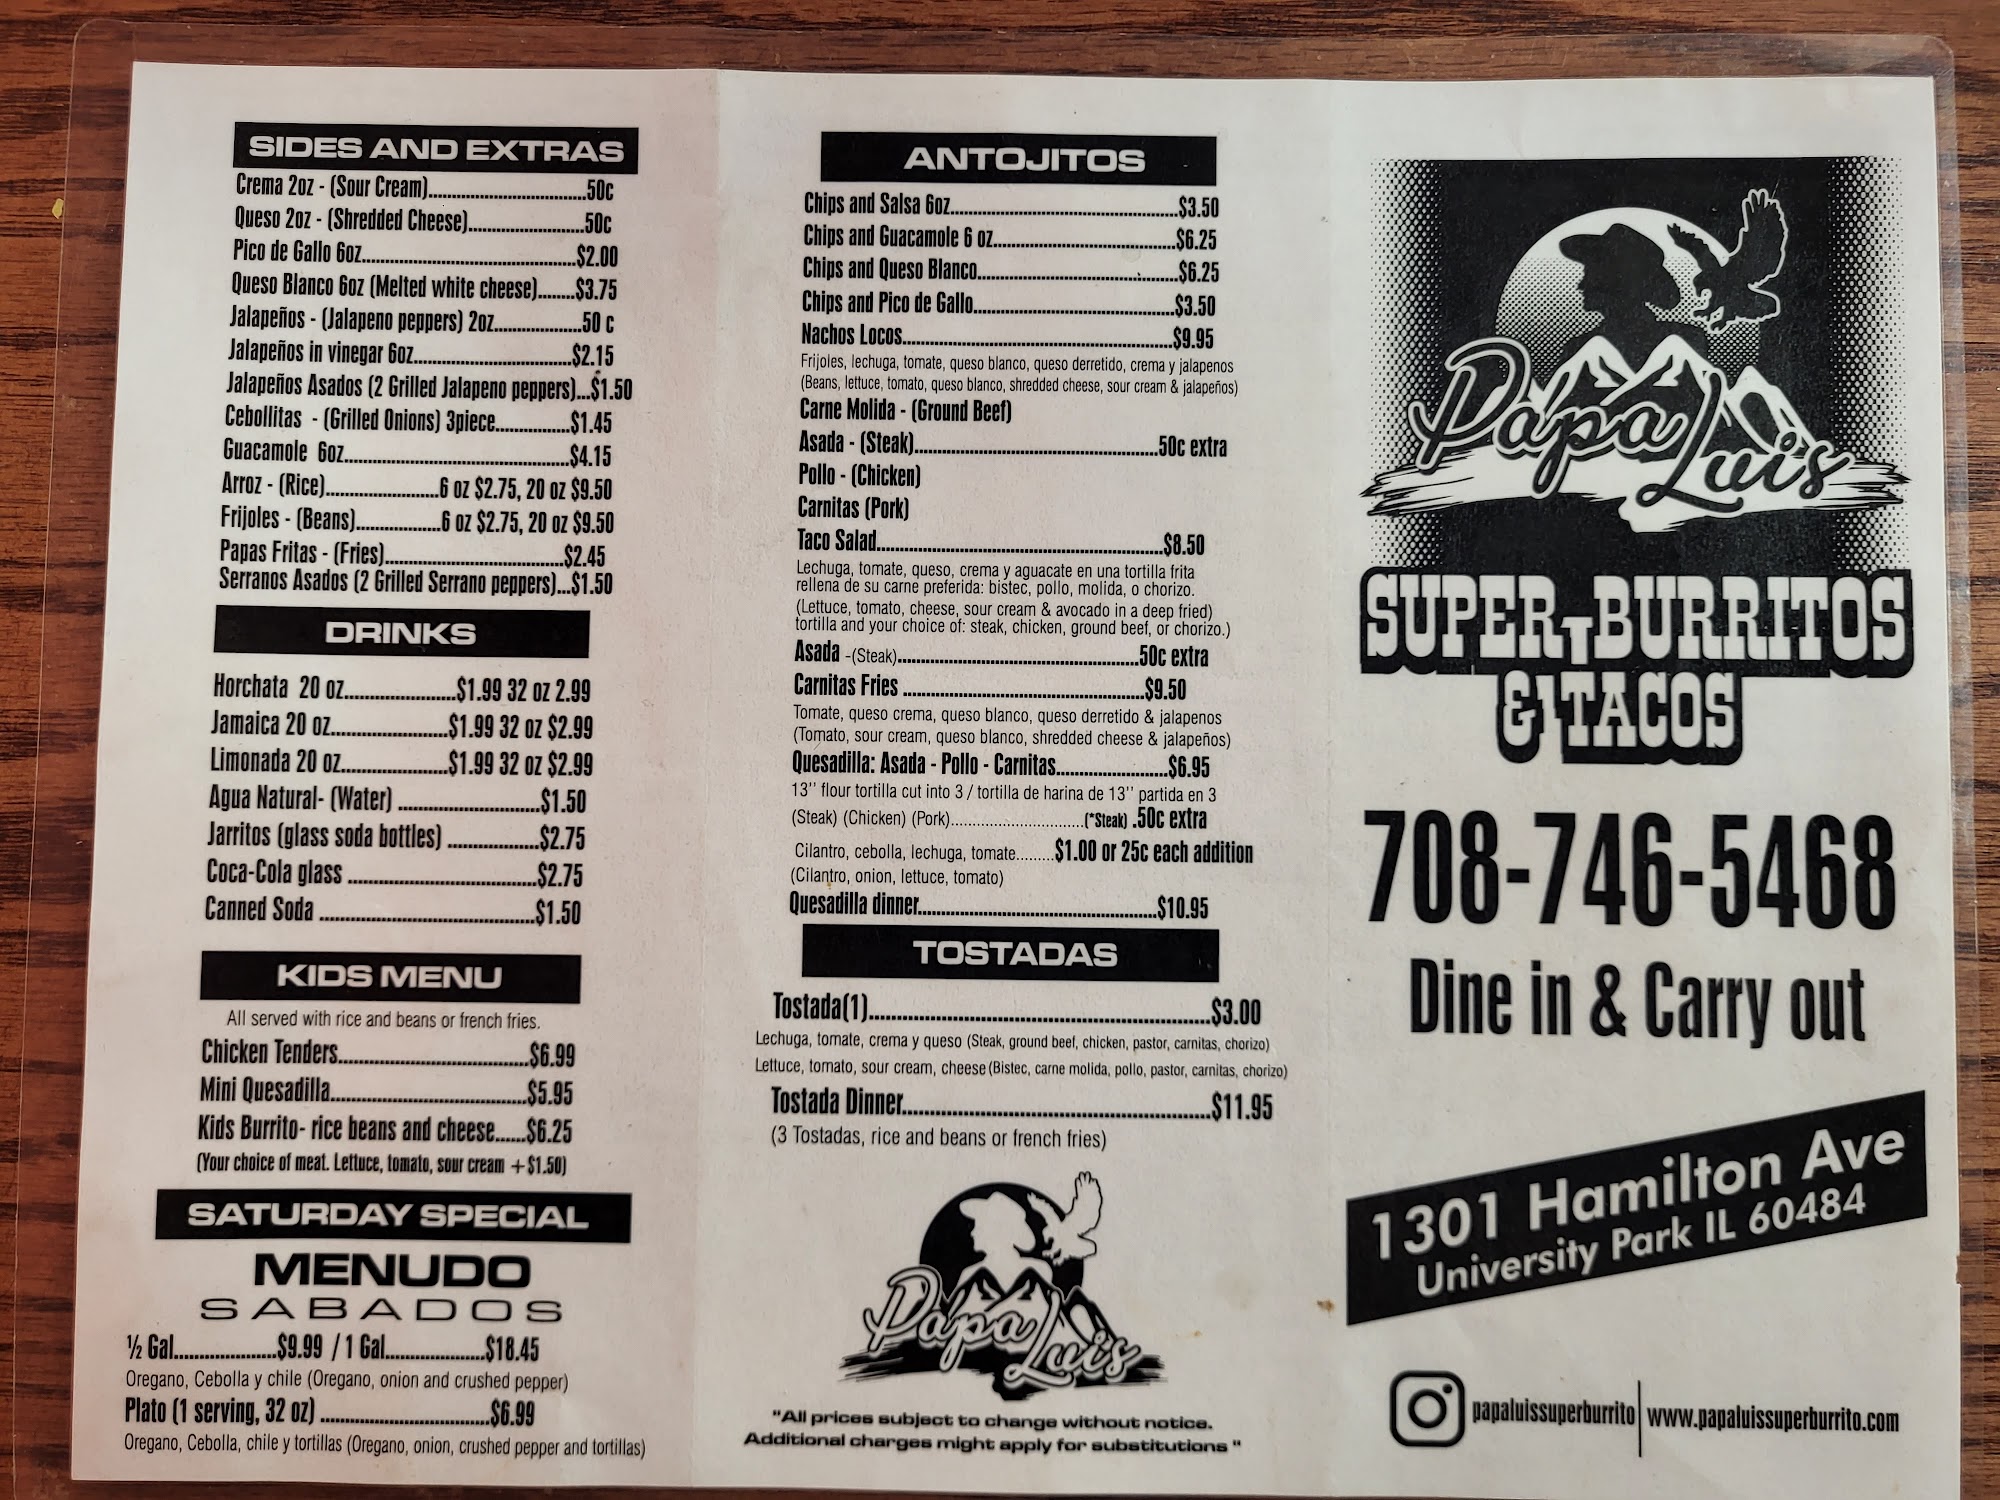 SIDES AND EXTRAS
Crema 2oz - (Sour Cream)..........50c
Queso 2oz - (Shredded Cheese)..........50c
Pico de Gallo 6oz..........$2.00
Queso Blanco 6oz (Melted white cheese)........$3.75
Jalapeños - (Jalapeno peppers) 2oz..........50 c
Jalapeños in vinegar 6oz..........$2.15
Jalapeños Asados (2 Grilled Jalapeno peppers)...$1.50
Cebollitas - (Grilled Onions) 3piece..........$1.45
Guacamole 6oz..........$4.15
Arroz - (Rice)..........6 oz $2.75, 20 oz $9.50
Frijoles - (Beans)..........6 oz $2.75, 20 oz $9.50
Papas Fritas - (Fries)..........$2.45
Serranos Asados (2 Grilled Serrano peppers)...$1.50
DRINKS
Horchata 20 oz..........$1.99 32 oz 2.99
Jamaica 20 oz..........$1.99 32 oz $2.99
Limonada 20 oz..........$1.99 32 oz $2.99
Agua Natural- (Water) ..........$1.50
Jarritos (glass soda bottles) ..........$2.75
Coca-Cola glass ..........$2.75
Canned Soda ..........$1.50
KIDS MENU
All served with rice and beans or french fries.
Chicken Tenders..........$6.99
Mini Quesadilla..........$5.95
Kids Burrito- rice beans and cheese......$6.25
(Your choice of meat. Lettuce, tomato, sour cream +$1.50)
SATURDAY SPECIAL
MENUDO
SABADOS
½ Gal..........$9.99 / 1 Gal..........$18.45
Oregano, Cebolla y chile (Oregano, onion and crushed pepper)
Plato (1 serving, 32 oz) ..........$6.99
Oregano, Cebolla, chile y tortillas (Oregano, onion, crushed pepper and tortillas)
ANTOJITOS
Chips and Salsa 6oz..........$3.50
Chips and Guacamole 6 oz..........$6.25
Chips and Queso Blanco..........$6.25
Chips and Pico de Gallo..........$3.50
Nachos Locos..........$9.95
Frijoles, lechuga, tomate, queso blanco, queso derretido, crema y jalapenos
(Beans, lettuce, tomato, queso blanco, shredded cheese, sour cream & jalapeños)
Carne Molida - (Ground Beef)
Asada - (Steak)..........50c extra
Pollo - (Chicken)
Carnitas (Pork)
Taco Salad..........$8.50
Lechuga, tomate, queso, crema y aguacate en una tortilla frita
rellena de su carne preferida: bistec, pollo, molida, o chorizo.
(Lettuce, tomato, cheese, sour cream & avocado in a deep fried)
tortilla and your choice of: steak, chicken, ground beef, or chorizo.)
Asada -(Steak)..........50c extra
Carnitas Fries ..........$9.50
Tomate, queso crema, queso blanco, queso derretido & jalapenos
(Tomato, sour cream, queso blanco, shredded cheese & jalapeños)
Quesadilla: Asada - Pollo - Carnitas..........$6.95
13'' flour tortilla cut into 3 / tortilla de harina de 13'' partida en 3
(Steak) (Chicken) (Pork)..........(*Steak) .50c extra
Cilantro, cebolla, lechuga, tomate.........$1.00 or 25c each addition
(Cilantro, onion, lettuce, tomato)
Quesadilla dinner..........$10.95
TOSTADAS
Tostada(1)..........$3.00
Lechuga, tomate, crema y queso (Steak, ground beef, chicken, pastor, carnitas, chorizo)
Lettuce, tomato, sour cream, cheese (Bistec, carne molida, pollo, pastor, carnitas, chorizo)
Tostada Dinner..........$11.95
(3 Tostadas, rice and beans or french fries)
Papa Luis
"All prices subject to change without notice.
Additional charges might apply for substitutions "
Papa Luis
SUPER BURRITOS
& TACOS
708-746-5468
Dine in & Carry out
1301 Hamilton Ave
University Park IL 60484
papaluissuperburrito | www.papaluissuperburrito.com